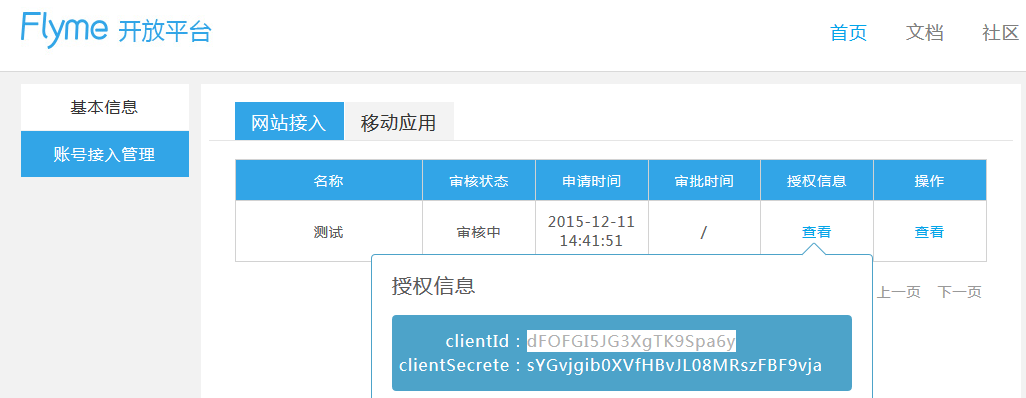 Flyme 开放平台
首页 文档 社区
基本信息
账号接入管理
网站接入 移动应用
名称 审核状态 申请时间 审批时间 授权信息 操作
测试 审核中 2015-12-11 14:41:51 / 查看 查看
上一页 下一页
授权信息
clientId : dFOFGI5JG3XgTK9Spa6y
clientSecrete : sYGvjgib0XVfHBvJL08MRszFBF9vja